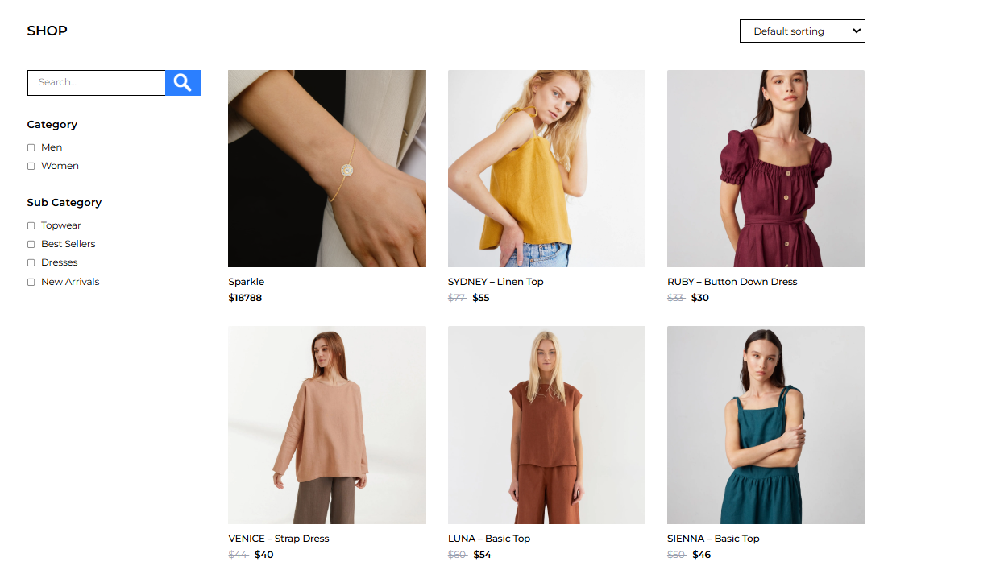 SHOP
Default sorting
Search...
Category
Men
Women
Sub Category
Topwear
Best Sellers
Dresses
New Arrivals
Sparkle
$18788
SYDNEY – Linen Top
$77 $55
RUBY – Button Down Dress
$33 $30
VENICE – Strap Dress
$44 $40
LUNA – Basic Top
$60 $54
SIENNA – Basic Top
$50 $46